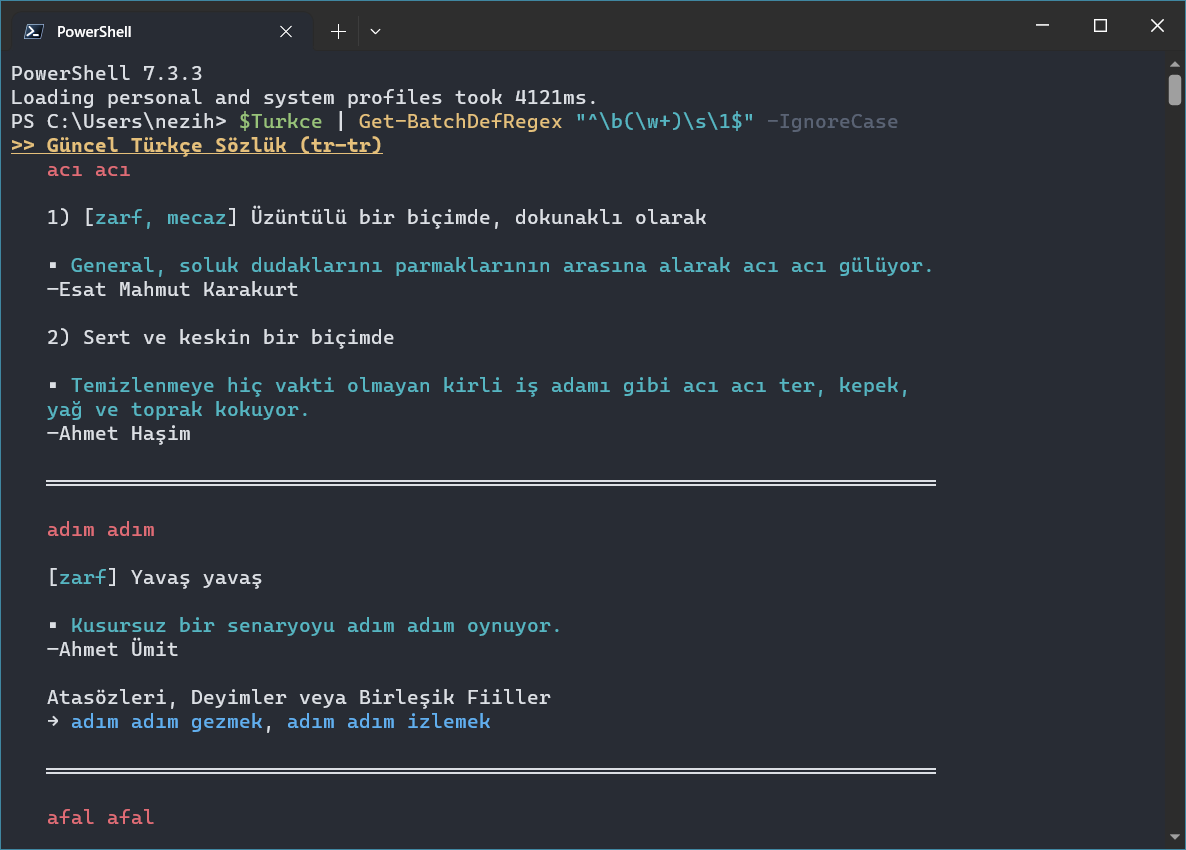 PowerShell
PowerShell 7.3.3
Loading personal and system profiles took 4121ms.
PS C:\Users\nezih> $Turkce | Get-BatchDefRegex "^\b(\w+)\s\1$" -IgnoreCase
>> Güncel Türkçe Sözlük (tr-tr)
acı acı
1) [zarf, mecaz] Üzüntülü bir biçimde, dokunaklı olarak
▪ General, soluk dudaklarını parmaklarının arasına alarak acı acı gülüyor.
—Esat Mahmut Karakurt
2) Sert ve keskin bir biçimde
▪ Temizlenmeye hiç vakti olmayan kirli iş adamı gibi acı acı ter, kepek,
yağ ve toprak kokuyor.
—Ahmet Haşim
adım adım
[zarf] Yavaş yavaş
▪ Kusursuz bir senaryoyu adım adım oynuyor.
—Ahmet Ümit
Atasözleri, Deyimler veya Birleşik Fiiller
→ adım adım gezmek, adım adım izlemek
afal afal